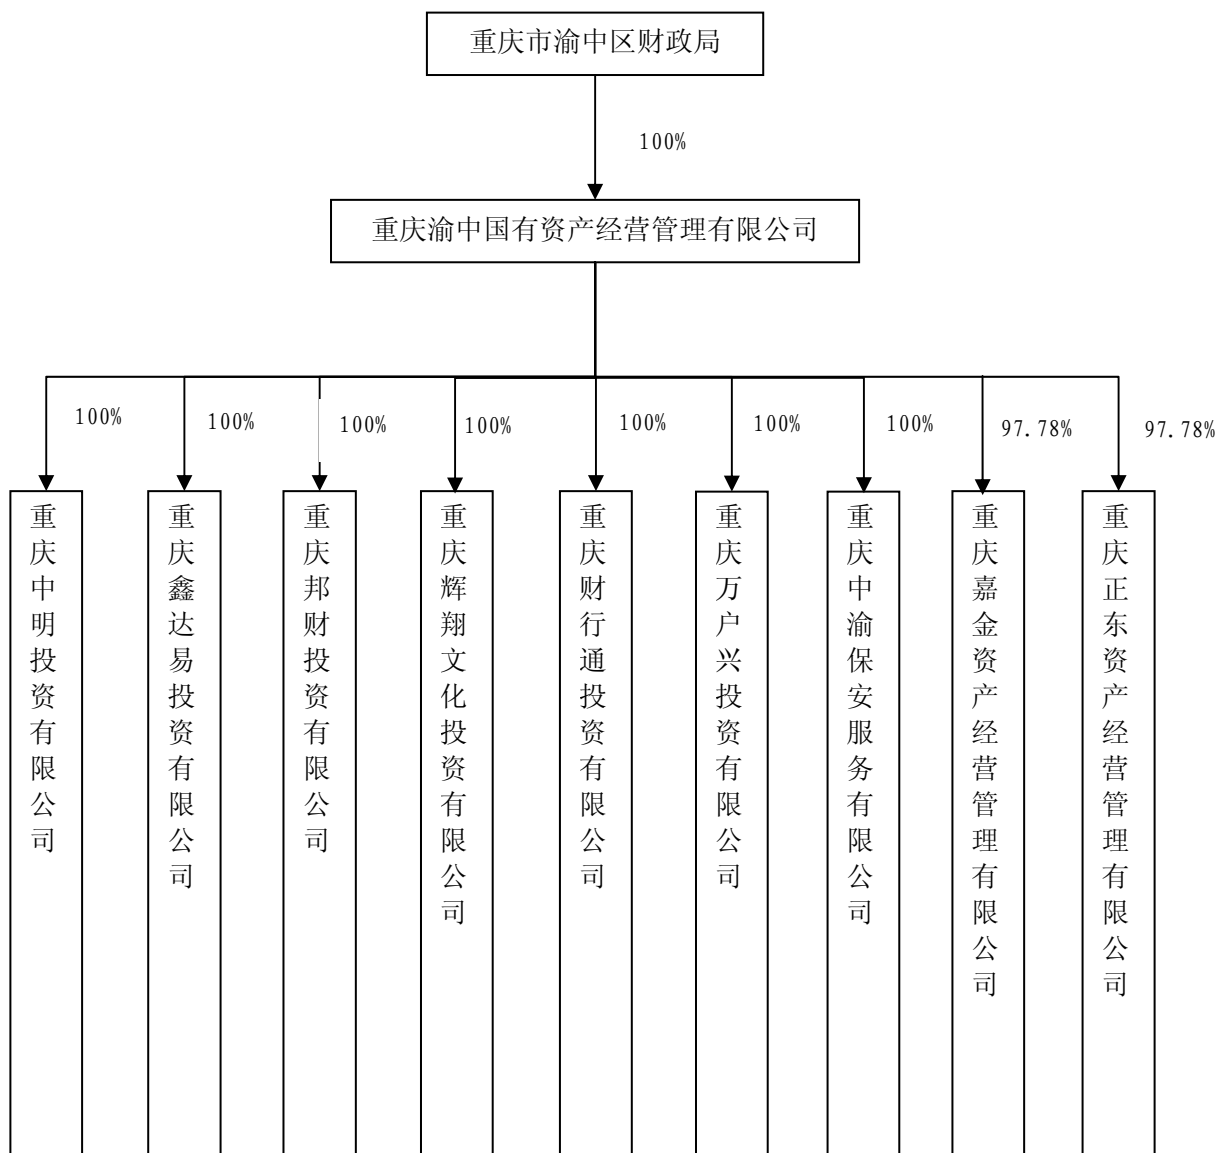 重庆市渝中区财政局
100%
重庆渝中国有资产经营管理有限公司
100%
100%
100%
100%
100%
100%
100%
97.78%
97.78%
重庆中明投资有限公司
重庆鑫达易投资有限公司
重庆邦财投资有限公司
重庆辉翔文化投资有限公司
重庆财行通投资有限公司
重庆万户兴投资有限公司
重庆中渝保安服务有限公司
重庆嘉金资产经营管理有限公司
重庆正东资产经营管理有限公司